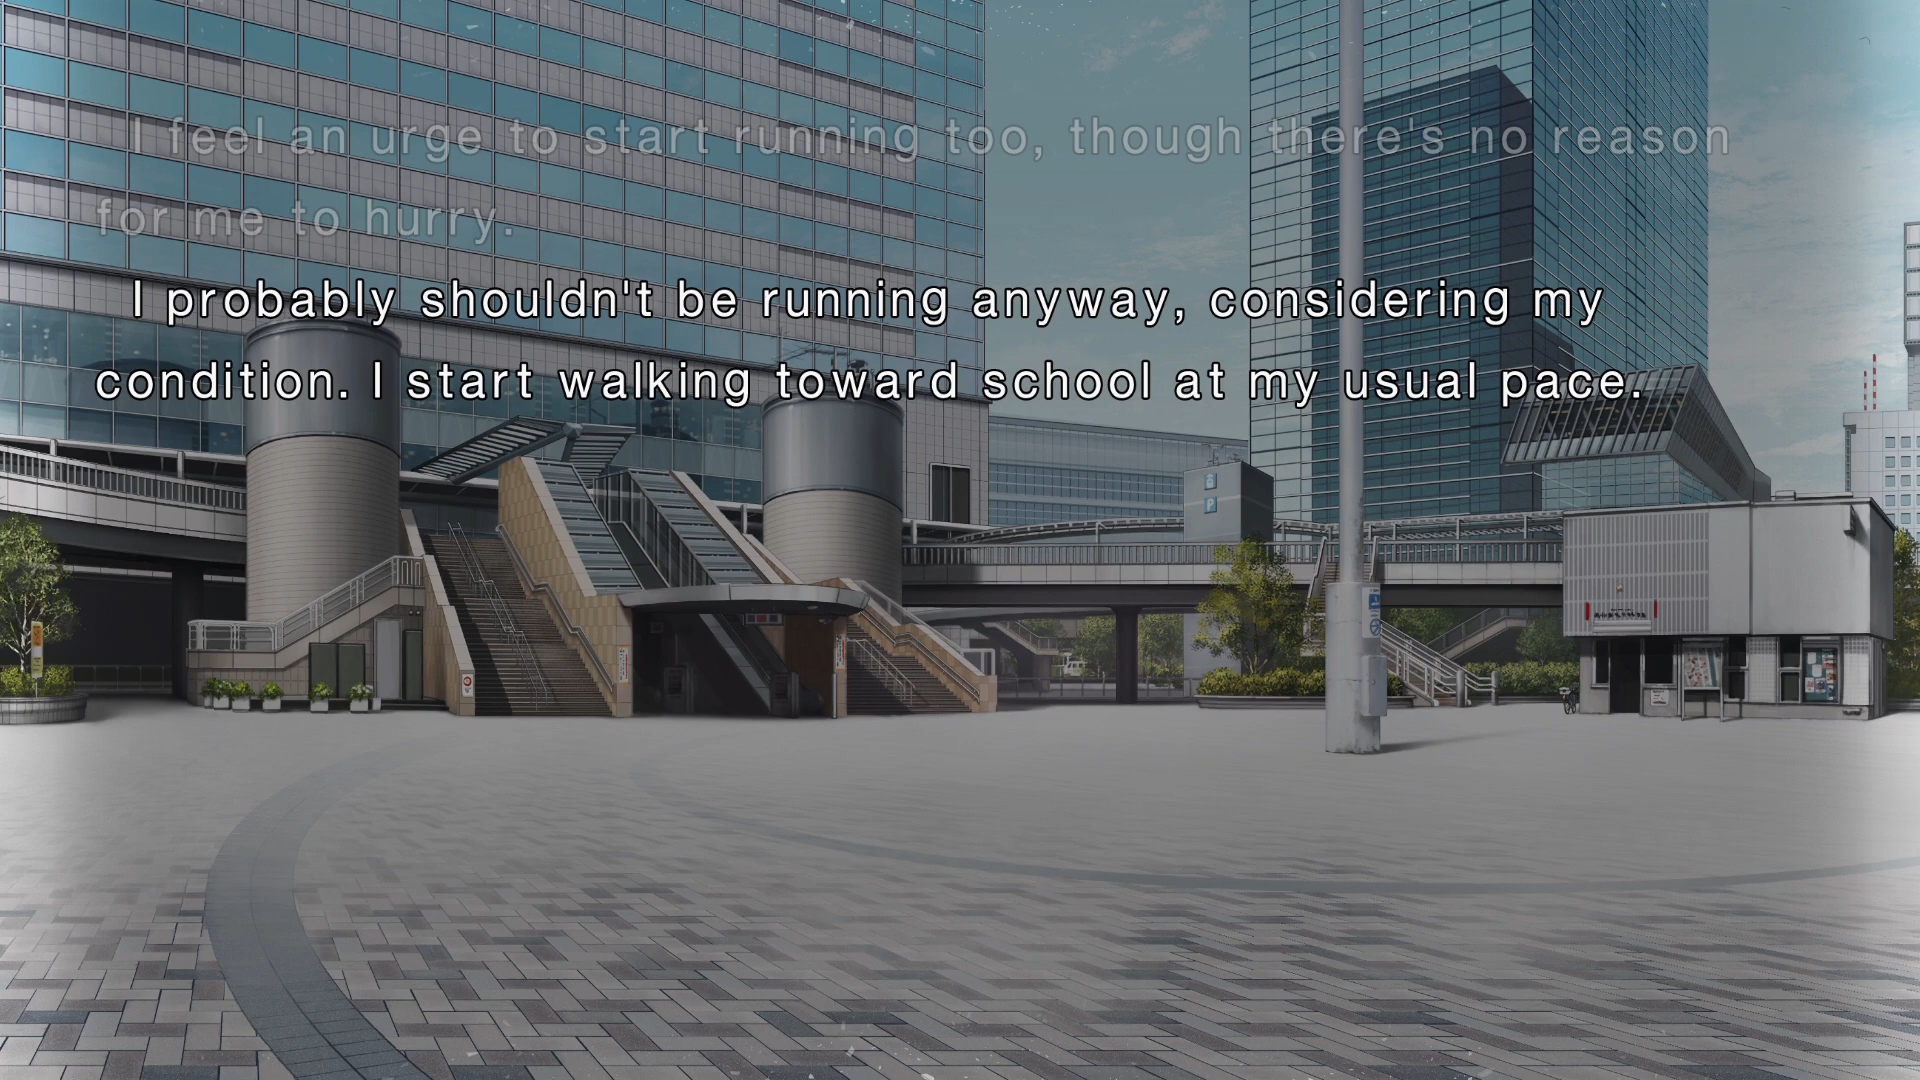 I feel an urge to start running too, though there's no reason
for me to hurry.
I probably shouldn't be running anyway, considering my
condition. I start walking toward school at my usual pace.
P